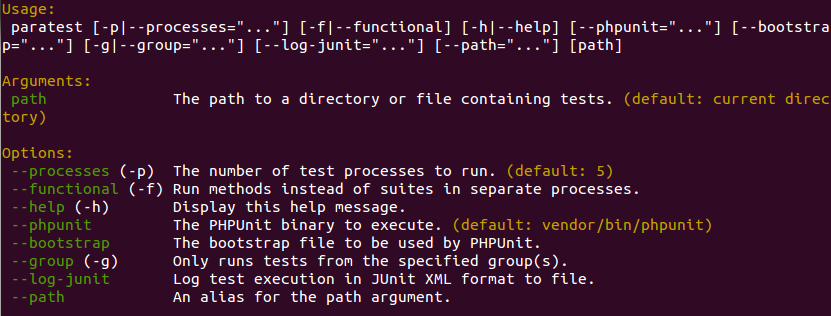 Usage:
 paratest [-p|--processes="..."] [-f|--functional] [-h|--help] [--phpunit="..."] [--bootstra
p="..."] [-g|--group="..."] [--log-junit="..."] [--path="..."] [path]

Arguments:
 path              The path to a directory or file containing tests. (default: current direc
tory)

Options:
 --processes (-p)  The number of test processes to run. (default: 5)
 --functional (-f) Run methods instead of suites in separate processes.
 --help (-h)       Display this help message.
 --phpunit         The PHPUnit binary to execute. (default: vendor/bin/phpunit)
 --bootstrap       The bootstrap file to be used by PHPUnit.
 --group (-g)      Only runs tests from the specified group(s).
 --log-junit       Log test execution in JUnit XML format to file.
 --path            An alias for the path argument.